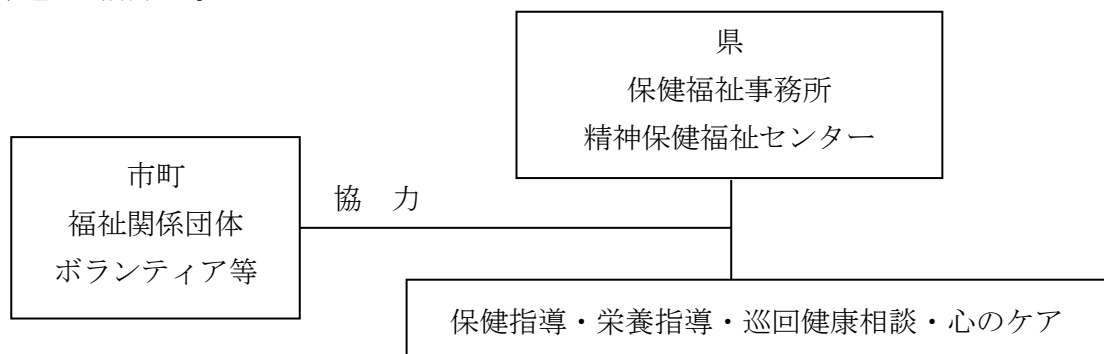 県
保健福祉事務所
精神保健福祉センター
市町
福祉関係団体
ボランティア等
協　力
保健指導・栄養指導・巡回健康相談・心のケア